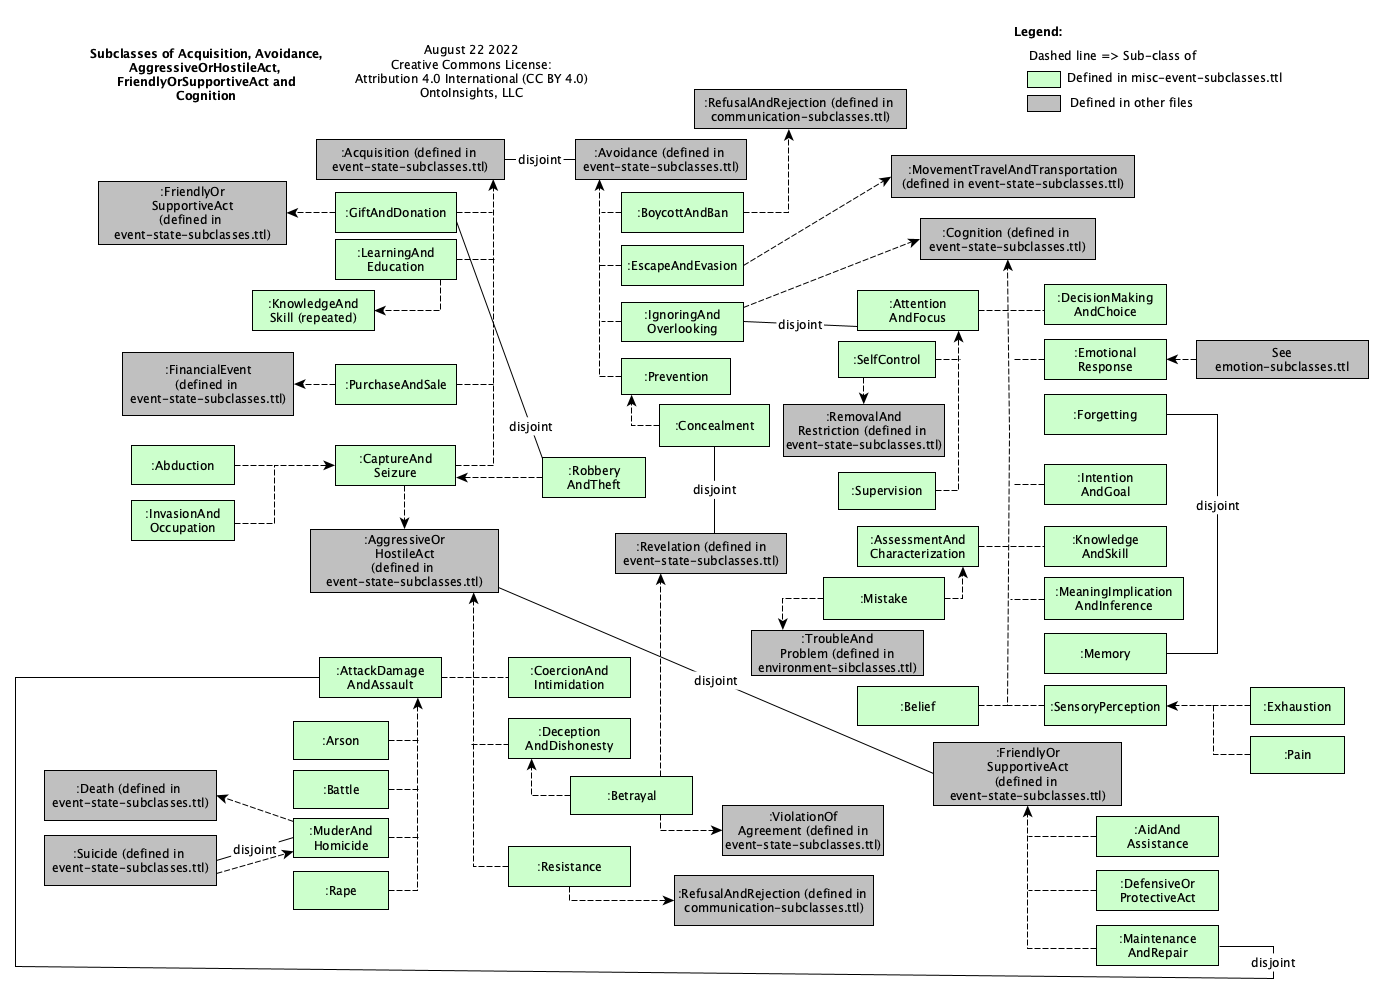 Legend:
Subclasses of Acquisition, Avoidance,
AggressiveOrHostileAct,
FriendlyOrSupportiveAct and
Cognition
August 22 2022
Creative Commons License:
Attribution 4.0 International (CC BY 4.0)
OntoInsights, LLC
Dashed line => Sub-class of
Defined in misc-event-subclasses.ttl
Defined in other files
:RefusalAndRejection (defined in
communication-subclasses.ttl)
:Acquisition (defined in
event-state-subclasses.ttl)
disjoint
:Avoidance (defined in
event-state-subclasses.ttl)
:MovementTravelAndTransportation
(defined in event-state-subclasses.ttl)
:FriendlyOr
SupportiveAct
(defined in
event-state-subclasses.ttl)
:GiftAndDonation
:BoycottAndBan
:Cognition (defined in
event-state-subclasses.ttl)
:LearningAnd
Education
:EscapeAndEvasion
:KnowledgeAnd
Skill (repeated)
:IgnoringAnd
Overlooking
disjoint
:Attention
AndFocus
:DecisionMaking
AndChoice
:SelfControl
:Emotional
Response
See
emotion-subclasses.ttl
:FinancialEvent
(defined in
event-state-subclasses.ttl)
:PurchaseAndSale
:Prevention
:RemovalAnd
Restriction (defined in
event-state-subclasses.ttl)
:Forgetting
disjoint
:Concealment
:Abduction
:CaptureAnd
Seizure
:Robbery
AndTheft
disjoint
:Supervision
:Intention
AndGoal
disjoint
:InvasionAnd
Occupation
:AggressiveOr
HostileAct
(defined in
event-state-subclasses.ttl)
:Revelation (defined in
event-state-subclasses.ttl)
:AssessmentAnd
Characterization
:Knowledge
AndSkill
:Mistake
:MeaningImplication
AndInference
:TroubleAnd
Problem (defined in
environment-sibclasses.ttl)
:Memory
:AttackDamage
AndAssault
:CoercionAnd
Intimidation
disjoint
:Belief
:SensoryPerception
:Exhaustion
:Arson
:Deception
AndDishonesty
:FriendlyOr
SupportiveAct
(defined in
event-state-subclasses.ttl)
:Pain
:Death (defined in
event-state-subclasses.ttl)
:Battle
:Betrayal
:ViolationOf
Agreement (defined in
event-state-subclasses.ttl)
:MuderAnd
Homicide
disjoint
:Suicide (defined in
event-state-subclasses.ttl)
:Resistance
:AidAnd
Assistance
:Rape
:RefusalAndRejection (defined in
communication-subclasses.ttl)
:DefensiveOr
ProtectiveAct
:Maintenance
AndRepair
disjoint